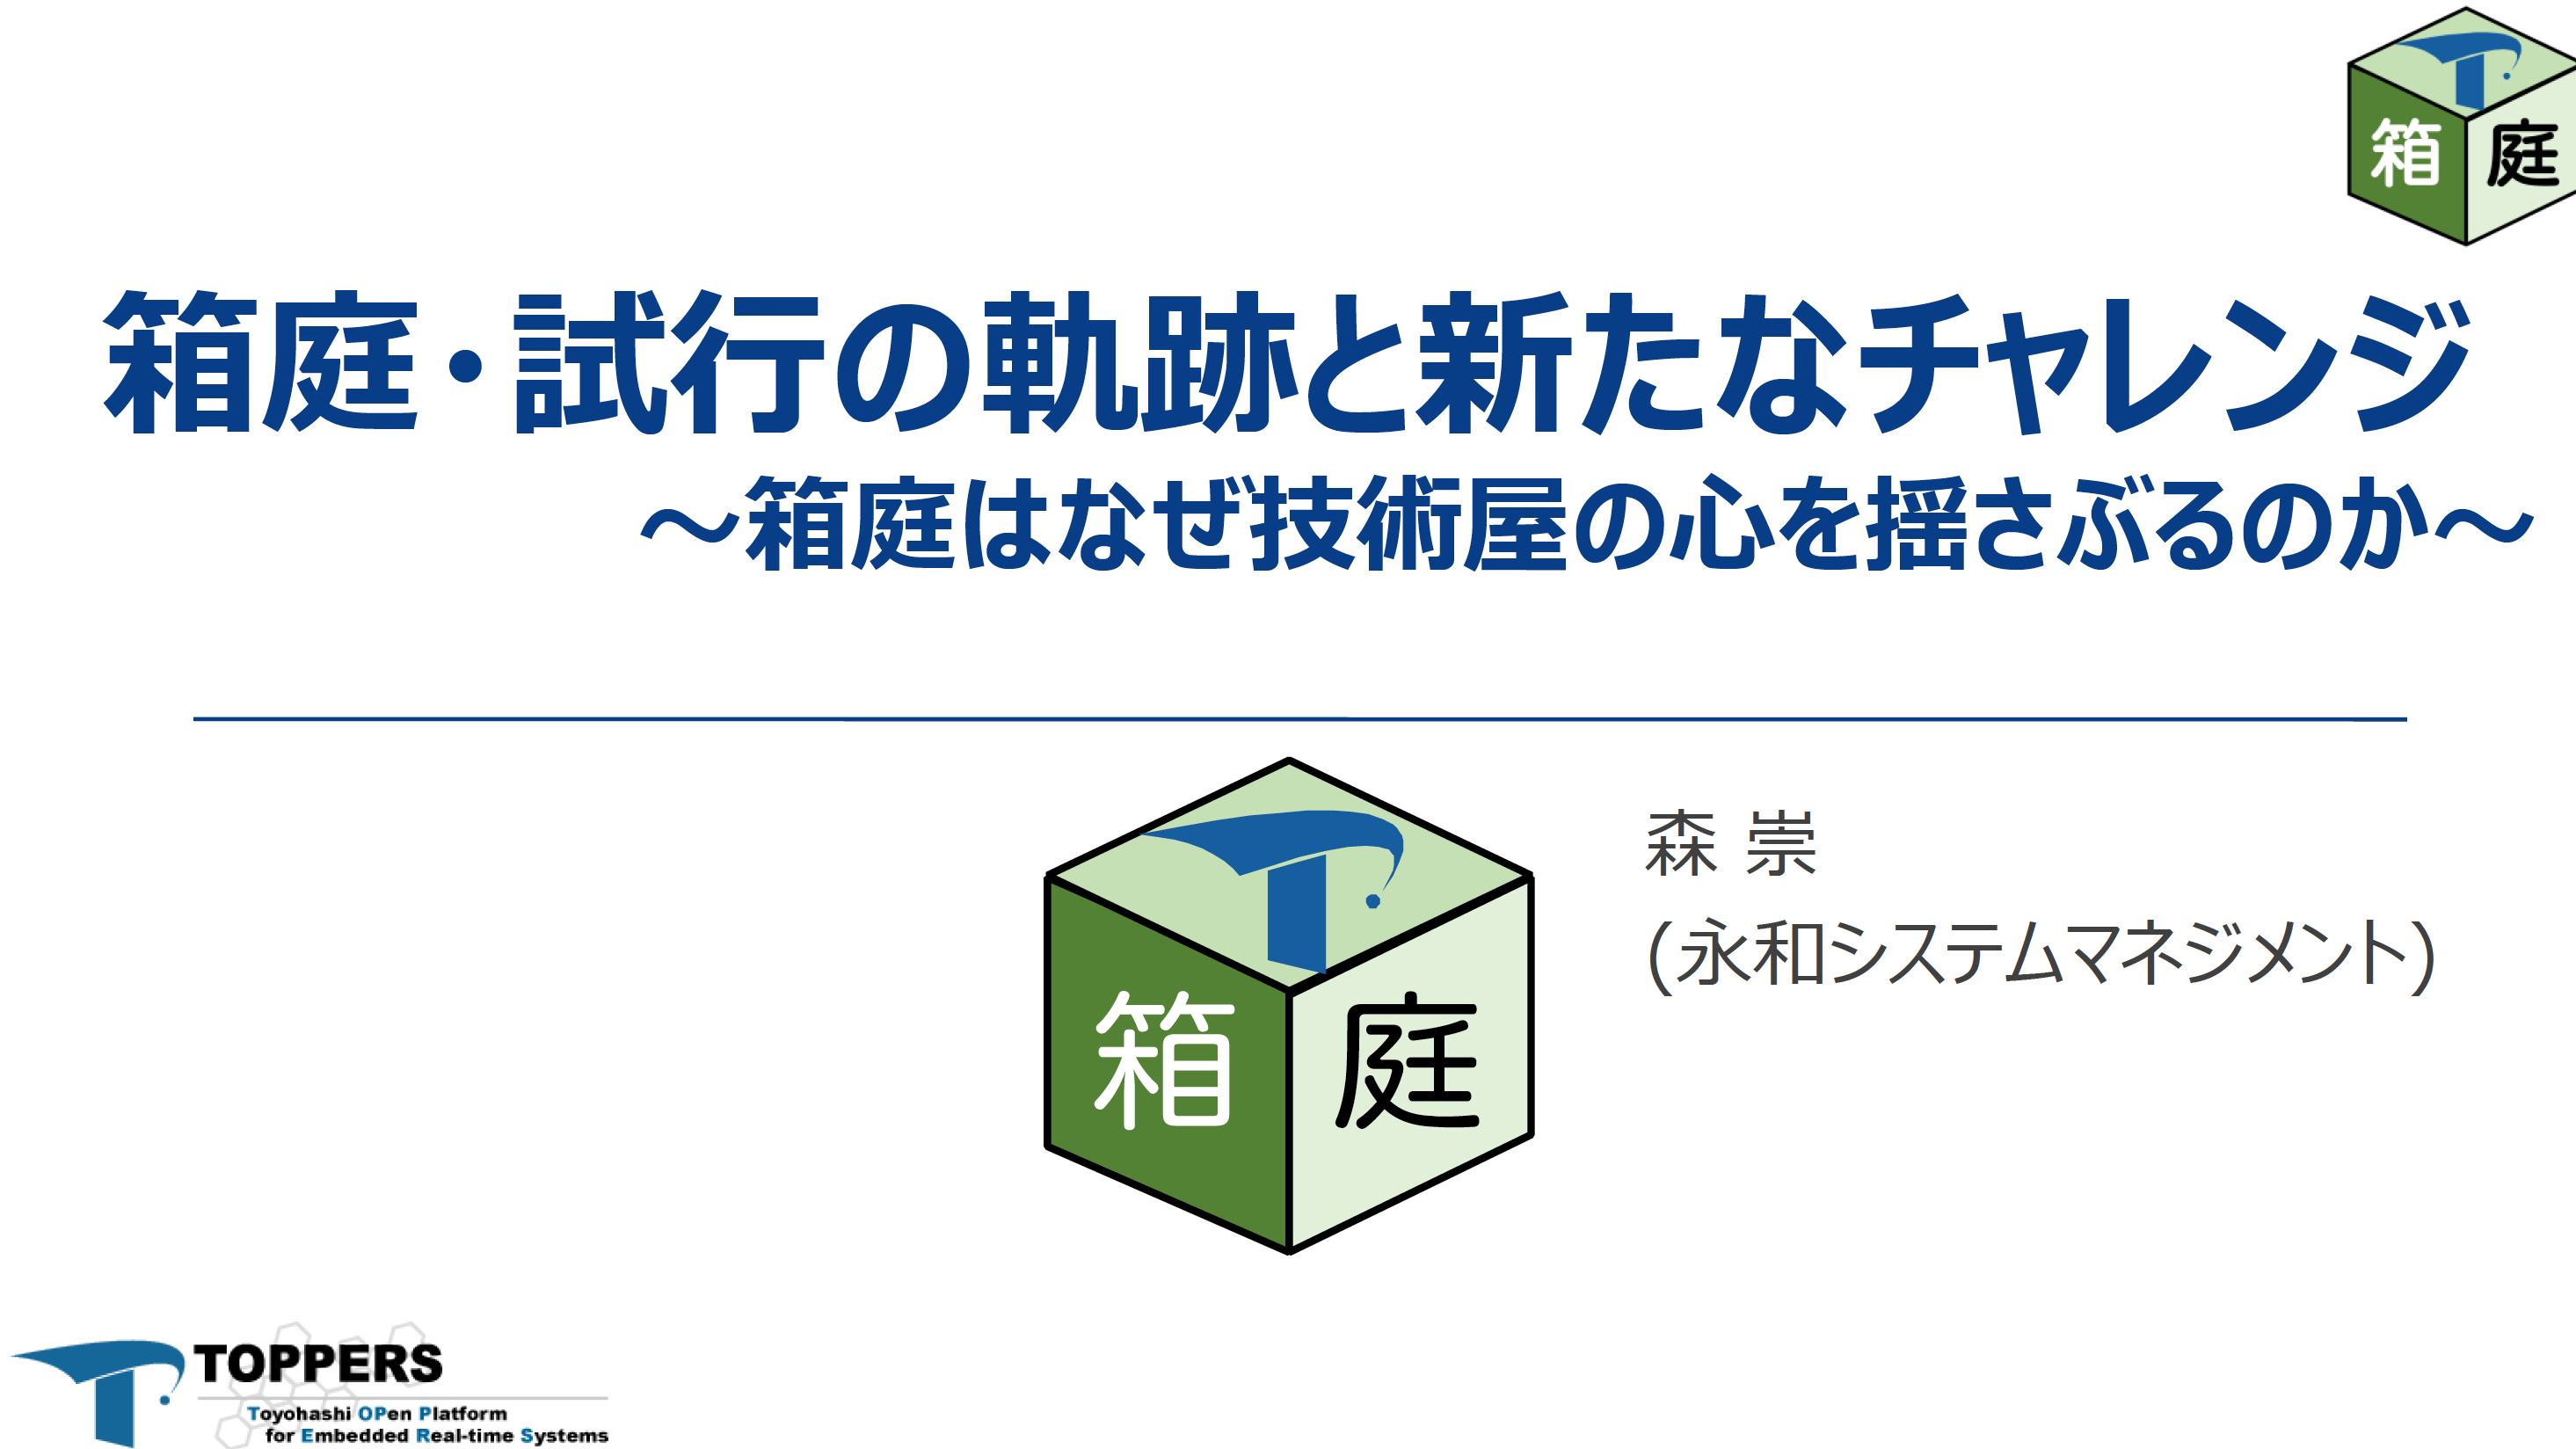 箱庭
箱庭・試行の軌跡と新たなチャレンジ
～箱庭はなぜ技術屋の心を揺さぶるのか～
森 崇
(永和システムマネジメント)
箱庭
TOPPERS
Toyohashi OPen Platform
for Embedded Real-time Systems